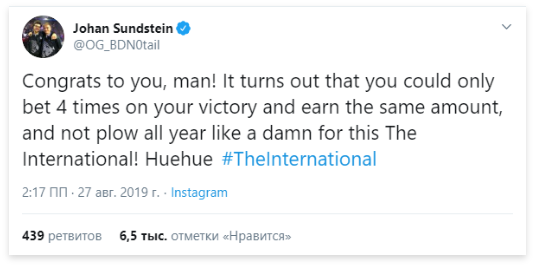 Johan Sundstein
@OG_BDN0tail
Congrats to you, man! It turns out that you could only
bet 4 times on your victory and earn the same amount,
and not plow all year like a damn for this The
International! Huehue #TheInternational
2:17 ПП · 27 авг. 2019 г. · Instagram
439 ретвитов 6,5 тыс. отметки «Нравится»